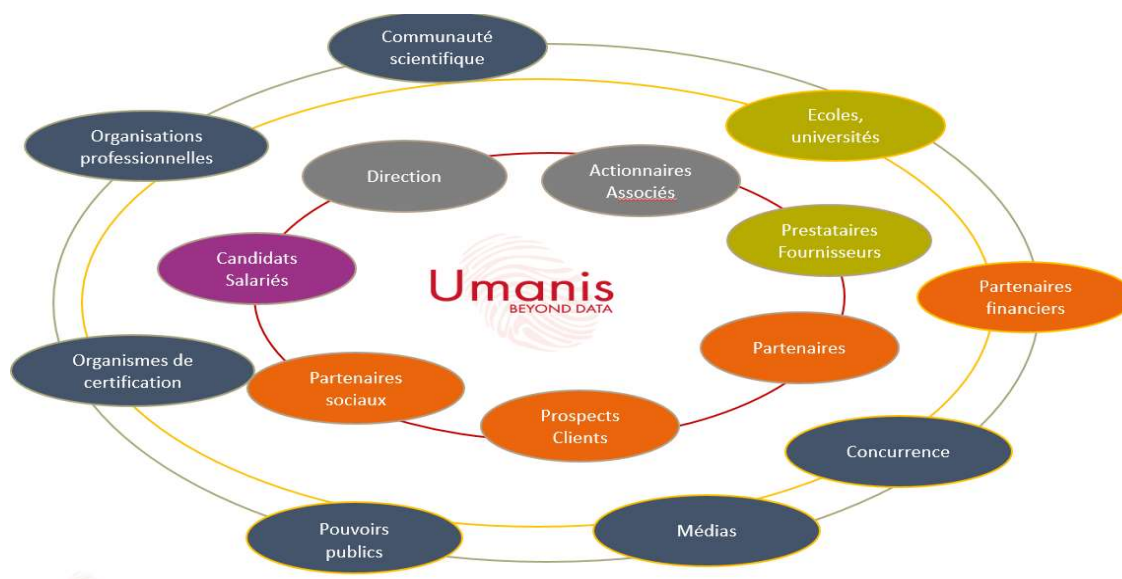 Communauté
scientifique
Ecoles,
universités
Organisations
professionnelles
Direction
Actionnaires
Associés
Prestataires
Fournisseurs
Candidats
Salariés
Umanis
BEYOND DATA
Partenaires
financiers
Partenaires
Organismes de
certification
Partenaires
sociaux
Prospects
Clients
Concurrence
Pouvoirs
publics
Médias